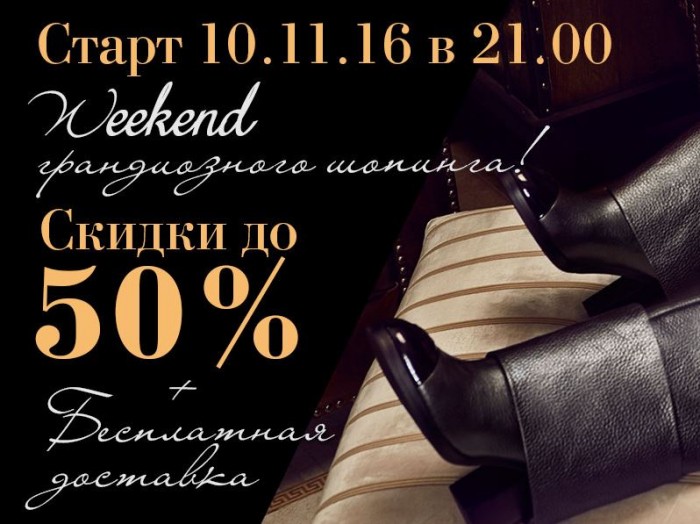 Старт 10.11.16 в 21.00
Weekend
грандиозного шопинга!
Скидки до
50%
+
Бесплатная
доставка